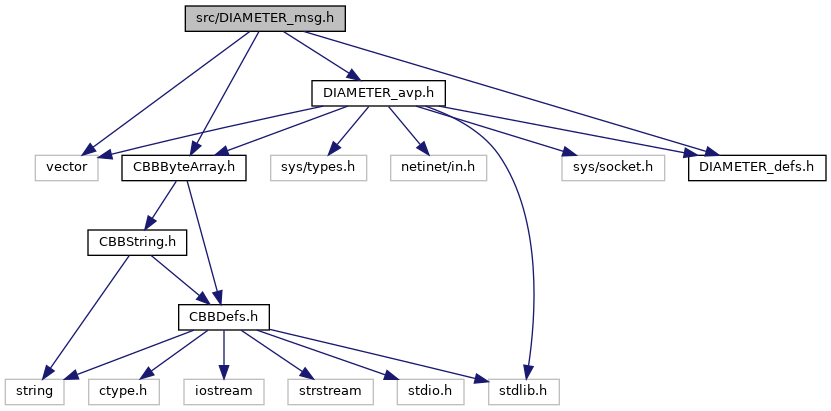 src/DIAMETER_msg.h
DIAMETER_avp.h
vector
CBBByteArray.h
sys/types.h
netinet/in.h
sys/socket.h
DIAMETER_defs.h
CBBString.h
CBBDefs.h
string
ctype.h
iostream
strstream
stdio.h
stdlib.h